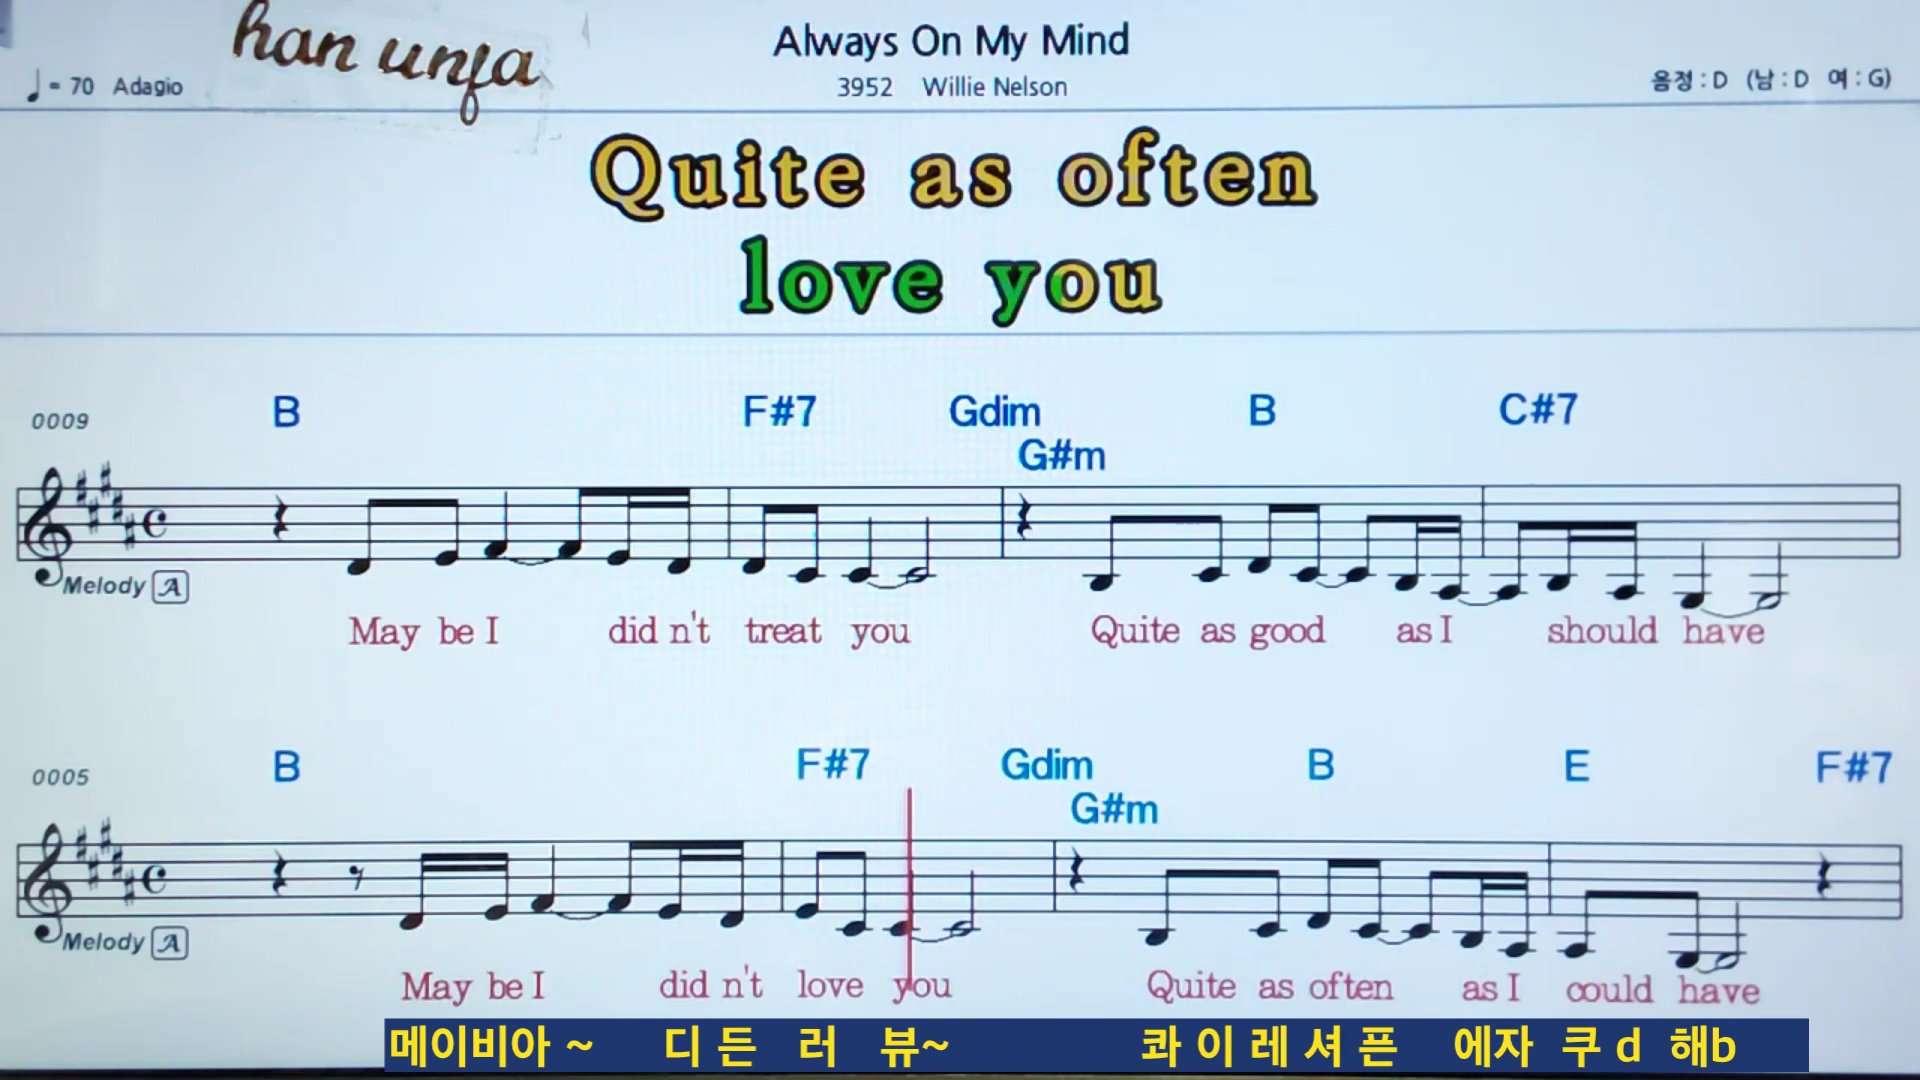 han unja
Always On My Mind
♩= 70 Adagio
3952 Willie Nelson
음정 : D (남 : D 여 : G)
Quite as often
love you
0009 B F#7 Gdim B C#7
G#m
Melody A
May be I did n't treat you Quite as good as I should have
0005 B F#7 Gdim B E F#7
G#m
Melody A
May be I did n't love you Quite as often as I could have
메이비아 ~ 디 든 러 뷰~ 콰 이 레 셔 픈 에자 쿠 d 해b